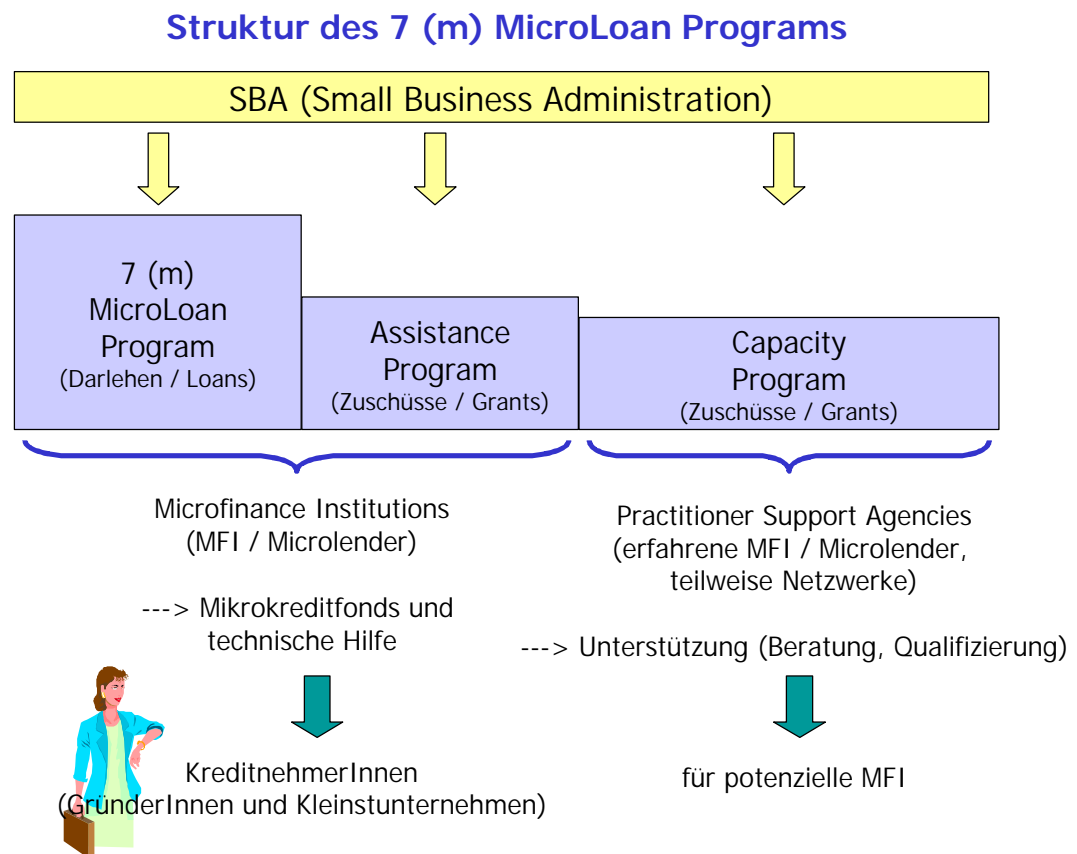 Struktur des 7 (m) MicroLoan Programs
SBA (Small Business Administration)
7 (m)
MicroLoan
Program
(Darlehen / Loans)
Assistance
Program
(Zuschüsse / Grants)
Capacity
Program
(Zuschüsse / Grants)
Microfinance Institutions
(MFI / Microlender)
---> Mikrokreditfonds und
technische Hilfe
KreditnehmerInnen
(GründerInnen und Kleinstunternehmen)
Practitioner Support Agencies
(erfahrene MFI / Microlender,
teilweise Netzwerke)
---> Unterstützung (Beratung, Qualifizierung)
für potenzielle MFI